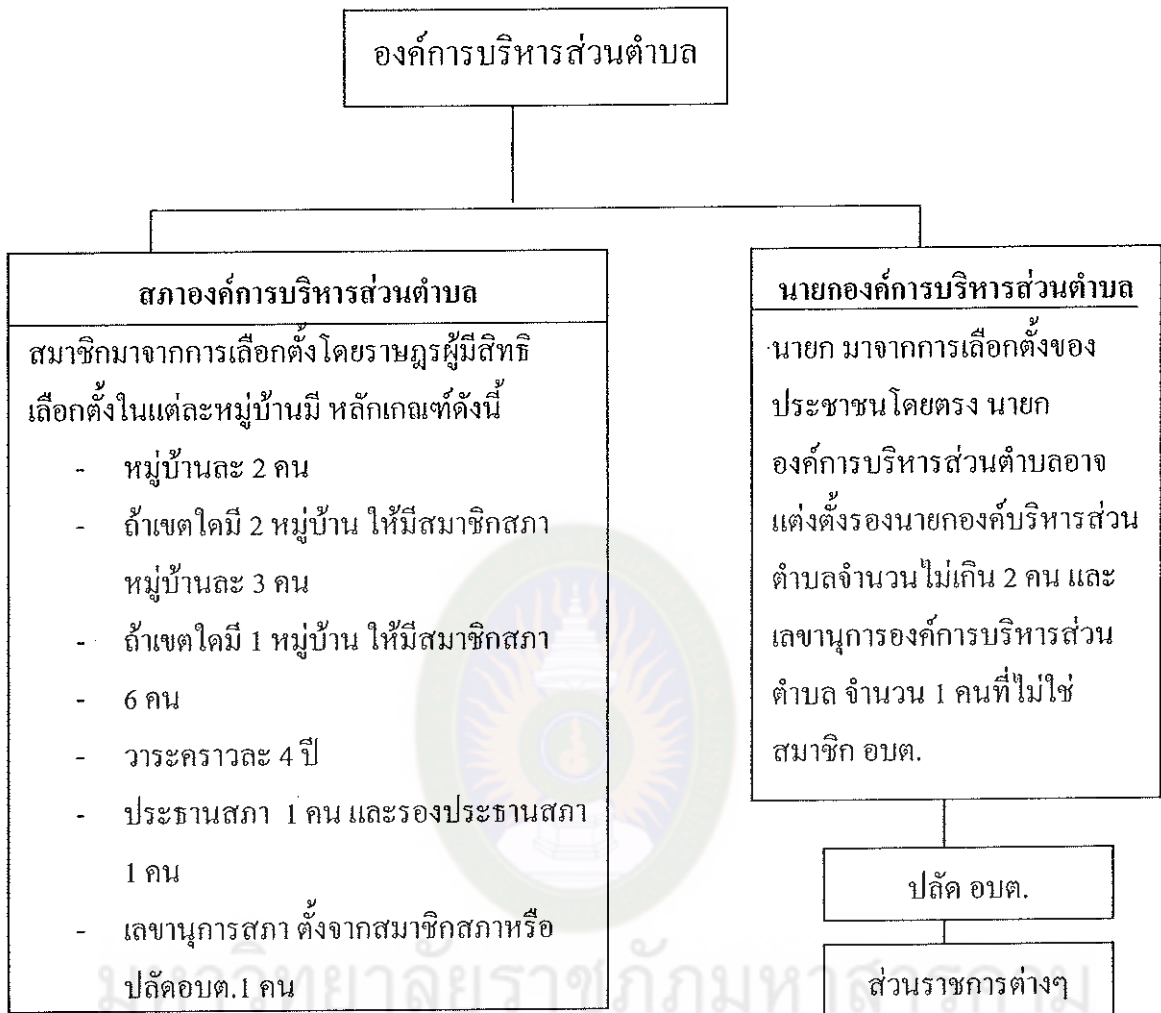 องค์การบริหารส่วนตำบล
สภาองค์การบริหารส่วนตำบล
สมาชิกมาจากการเลือกตั้งโดยราษฎรผู้มีสิทธิ
เลือกตั้งในแต่ละหมู่บ้านมี หลักเกณฑ์ดังนี้
- หมู่บ้านละ 2 คน
- ถ้าเขตใดมี 2 หมู่บ้าน ให้มีสมาชิกสภา
หมู่บ้านละ 3 คน
- ถ้าเขตใดมี 1 หมู่บ้าน ให้มีสมาชิกสภา
- 6 คน
- วาระคราวละ 4 ปี
- ประธานสภา 1 คน และรองประธานสภา
1 คน
- เลขานุการสภา ตั้งจากสมาชิกสภาหรือ
ปลัดอบต.1 คน
นายกองค์การบริหารส่วนตำบล
นายก มาจากการเลือกตั้งของ
ประชาชนโดยตรง นายก
องค์การบริหารส่วนตำบลอาจ
แต่งตั้งรองนายกองค์บริหารส่วน
ตำบลจำนวนไม่เกิน 2 คน และ
เลขานุการองค์การบริหารส่วน
ตำบล จำนวน 1 คนที่ไม่ใช่
สมาชิก อบต.
ปลัด อบต.
ส่วนราชการต่างๆ
มหาวิทยาลัยราชภัฏมหาสารคาม